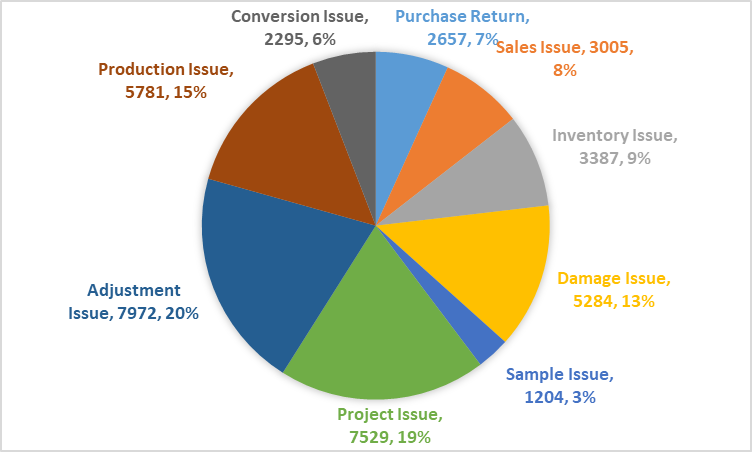 Conversion Issue,
2295, 6%
Purchase Return,
2657, 7%
Sales Issue, 3005,
8%
Production Issue,
5781, 15%
Inventory Issue,
3387, 9%
Damage Issue,
5284, 13%
Adjustment
Issue, 7972, 20%
Sample Issue,
1204, 3%
Project Issue,
7529, 19%